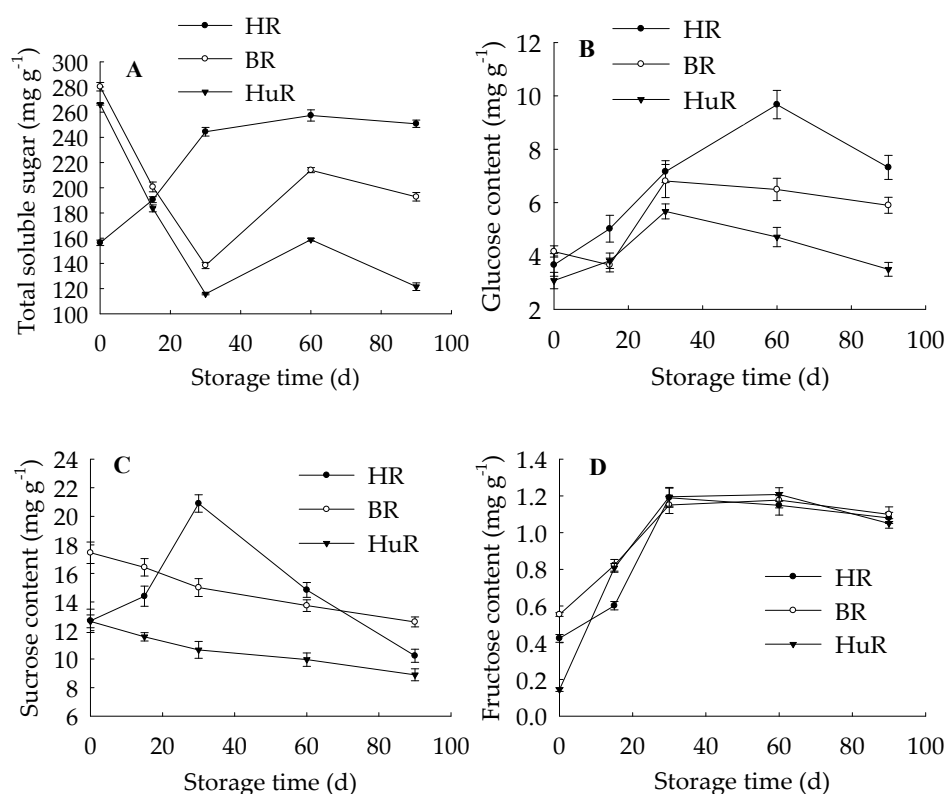 A
HR
BR
HuR
Total soluble sugar (mg g⁻¹)
300
280
260
240
220
200
180
160
140
120
100
0 20 40 60 80 100
Storage time (d)
B
HR
BR
HuR
Glucose content (mg g⁻¹)
12
10
8
6
4
2
0 20 40 60 80 100
Storage time (d)
C
HR
BR
HuR
Sucrose content (mg g⁻¹)
24
22
20
18
16
14
12
10
8
6
0 20 40 60 80 100
Storage time (d)
D
HR
BR
HuR
Fructose content (mg g⁻¹)
1.4
1.2
1.0
0.8
0.6
0.4
0.2
0.0
0 20 40 60 80 100
Storage time (d)